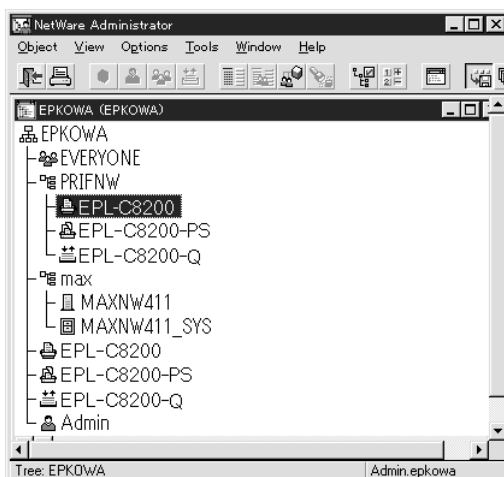 NetWare Administrator
Object View Options Tools Window Help
EPKOWA (EPKOWA)
EPKOWA
EVERYONE
PRIFNW
EPL-C8200
EPL-C8200-PS
EPL-C8200-Q
max
MAXNW411
MAXNW411_SYS
EPL-C8200
EPL-C8200-PS
EPL-C8200-Q
Admin
Tree: EPKOWA Admin.epkowa